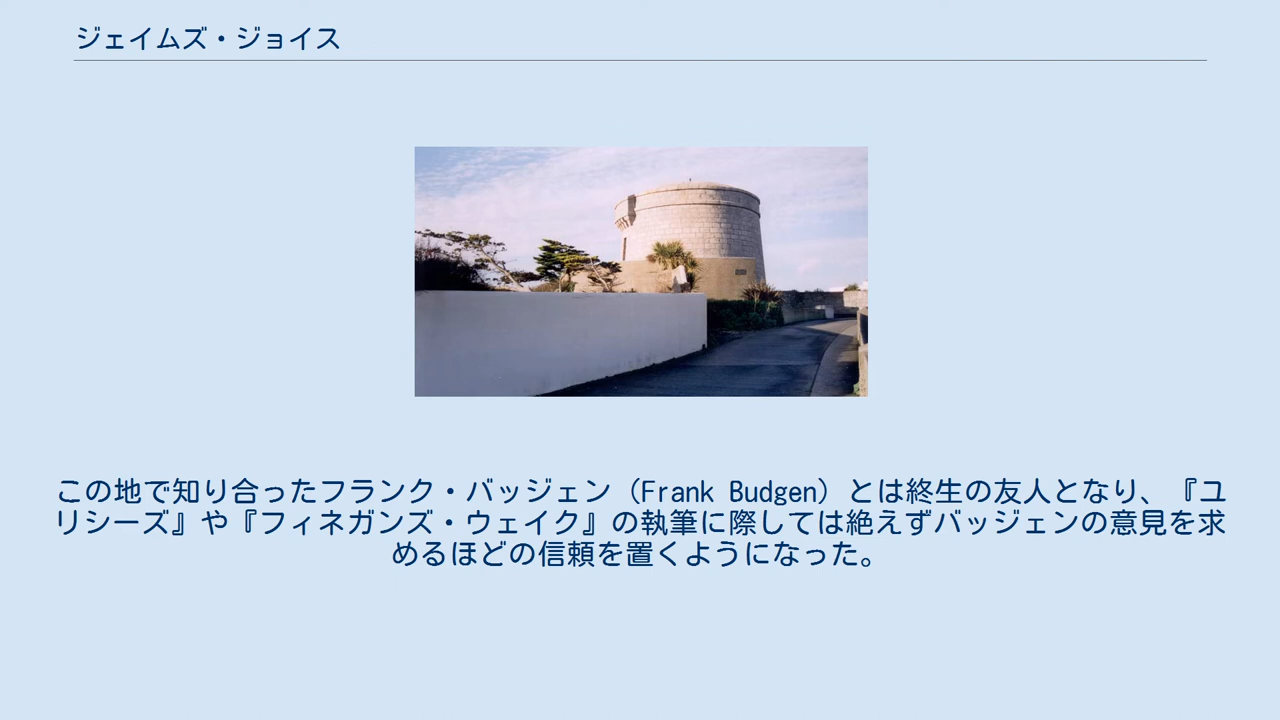 ジェイムズ・ジョイス
この地で知り合ったフランク・バッジェン（Frank Budgen）とは終生の友人となり、『ユ
リシーズ』や『フィネガンズ・ウェイク』の執筆に際しては絶えずバッジェンの意見を求
めるほどの信頼を置くようになった。